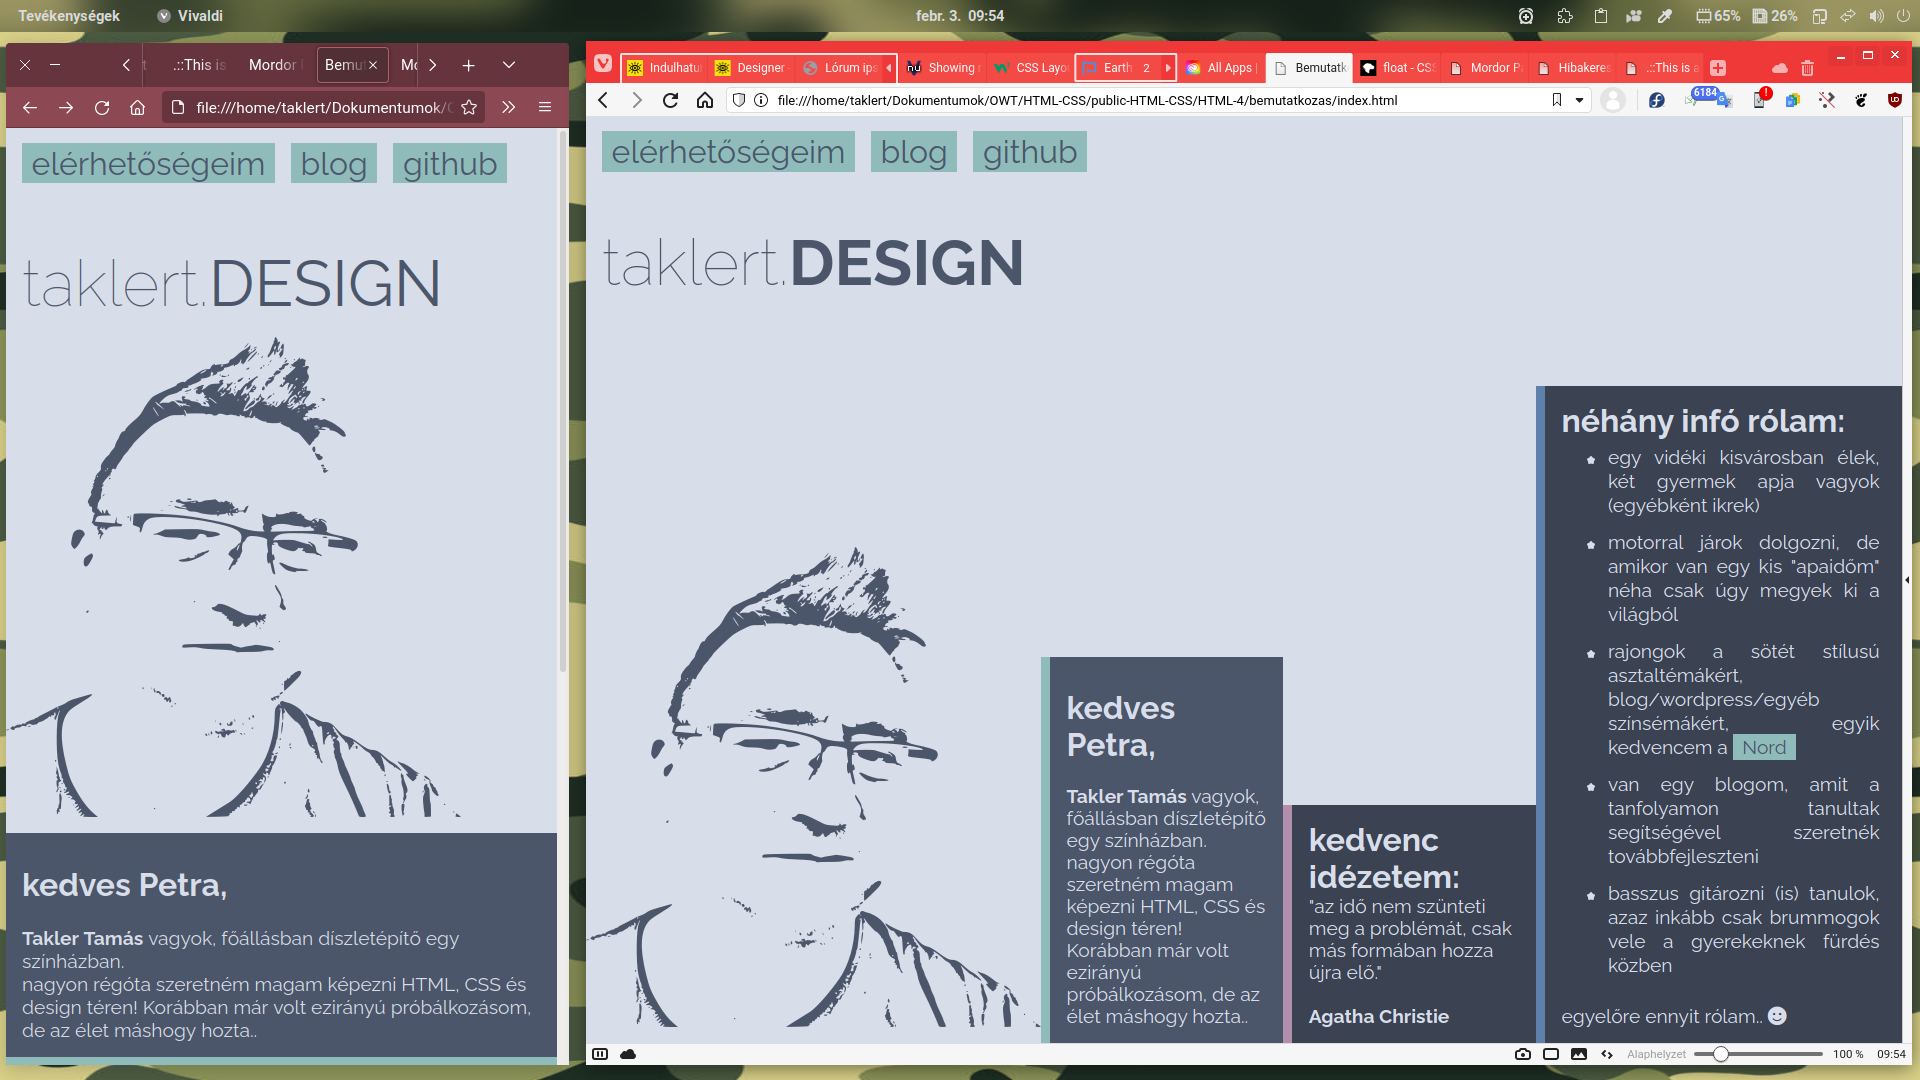 Tevékenységek
Vivaldi
febr. 3. 09:54
65%
26%
.::This is
Mordor
Bemu
Mo
file:///home/taklert/Dokumentumok/
elérhetőségeim blog github
taklert.DESIGN
kedves Petra,
Takler Tamás vagyok, főállásban díszletépítő egy
színházban.
nagyon régóta szeretném magam képezni HTML, CSS és
design téren! Korábban már volt ezirányú próbálkozásom,
de az élet máshogy hozta..
Indulhatu
Designer
Lórum ips
Showing
CSS Layo
Earth 2
All Apps |
Bemutatk
float - CSS
Mordor P
Hibakeres
.::This is a
file:///home/taklert/Dokumentumok/OWT/HTML-CSS/public-HTML-CSS/HTML-4/bemutatkozas/index.html
6184
elérhetőségeim blog github
taklert.DESIGN
kedves
Petra,
Takler Tamás vagyok,
főállásban díszletépítő
egy színházban.
nagyon régóta
szeretném magam
képezni HTML, CSS és
design téren!
Korábban már volt
ezirányú
próbálkozásom, de az
élet máshogy hozta..
kedvenc
idézetem:
"az idő nem szünteti
meg a problémát, csak
más formában hozza
újra elő."
Agatha Christie
néhány infó rólam:
egy vidéki kisvárosban élek,
két gyermek apja vagyok
(egyébként ikrek)
motorral járok dolgozni, de
amikor van egy kis "apaidőm"
néha csak úgy megyek ki a
világból
rajongok a sötét stílusú
asztaltémákért,
blog/wordpress/egyéb
színsémákért, egyik
kedvencem a Nord
van egy blogom, amit a
tanfolyamon tanultak
segítségével szeretnék
továbbfejleszteni
basszus gitározni (is) tanulok,
azaz inkább csak brummogok
vele a gyerekeknek fürdés
közben
egyelőre ennyit rólam..
Alaphelyzet
100 %
09:54